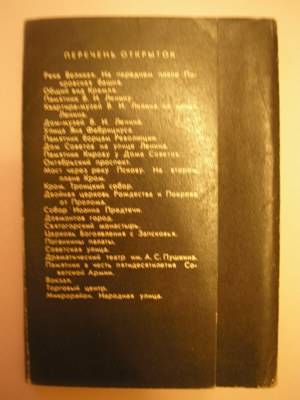 ПЕРЕЧЕНЬ ОТКРЫТОК
Река Великая. На переднем плане По-
кровская башня.
Общий вид Кремля.
Памятник В. И. Ленину.
Квартира-музей В. И. Ленина на улице
Ленина.
Дом-музей В. И. Ленина.
Улица Яна Фабрициуса.
Памятник Борцам Революции.
Дом Советов на улице Ленина.
Памятник Кирову у Дома Советов.
Октябрьский проспект.
Мост через реку Пскову. На втором
плане Кром.
Кром. Троицкий собор.
Двойная церковь Рождества и Покрова
от Пролома.
Собор Иоанна Предтечи.
Довмонтов город.
Святогорский монастырь.
Церковь Богоявления с Запсковья.
Поганкины палаты.
Советская улица.
Драматический театр им. А. С. Пушкина.
Памятник в честь пятидесятилетия Со-
ветской Армии.
Вокзал.
Торговый центр.
Микрорайон. Народная улица.